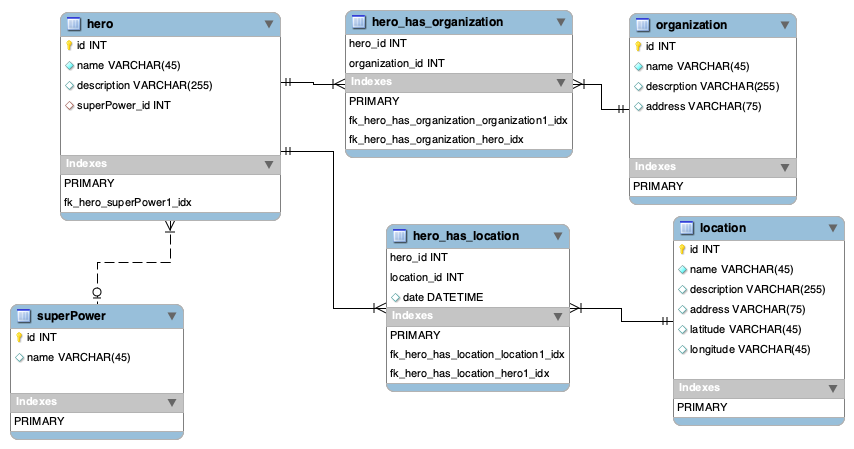 hero
id INT
name VARCHAR(45)
description VARCHAR(255)
superPower_id INT
Indexes
PRIMARY
fk_hero_superPower1_idx
hero_has_organization
hero_id INT
organization_id INT
Indexes
PRIMARY
fk_hero_has_organization_organization1_idx
fk_hero_has_organization_hero_idx
organization
id INT
name VARCHAR(45)
descrption VARCHAR(255)
address VARCHAR(75)
Indexes
PRIMARY
superPower
id INT
name VARCHAR(45)
Indexes
PRIMARY
hero_has_location
hero_id INT
location_id INT
date DATETIME
Indexes
PRIMARY
fk_hero_has_location_location1_idx
fk_hero_has_location_hero1_idx
location
id INT
name VARCHAR(45)
description VARCHAR(255)
address VARCHAR(75)
latitude VARCHAR(45)
longitude VARCHAR(45)
Indexes
PRIMARY